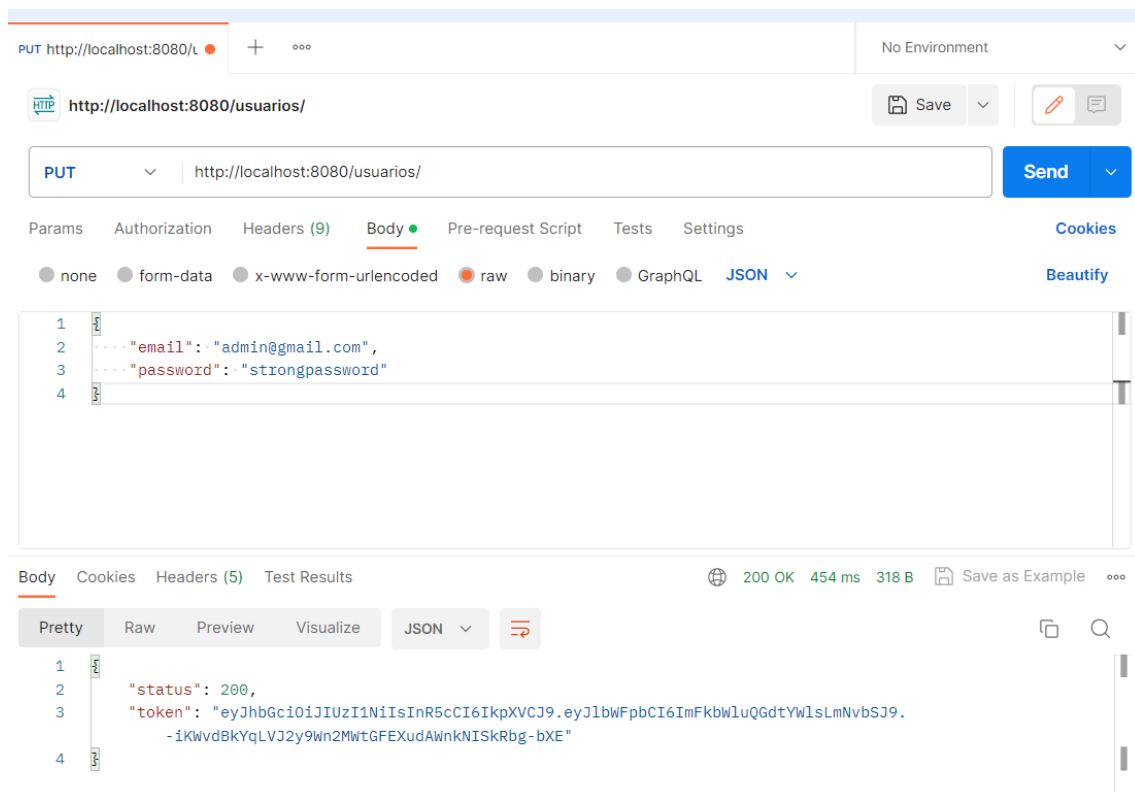 PUT http://localhost:8080/u
No Environment
HTTP http://localhost:8080/usuarios/
Save
PUT http://localhost:8080/usuarios/
Send
Params Authorization Headers (9) Body Pre-request Script Tests Settings Cookies
none form-data x-www-form-urlencoded raw binary GraphQL JSON Beautify
1 {
2 "email": "admin@gmail.com",
3 "password": "strongpassword"
4 }
Body Cookies Headers (5) Test Results 200 OK 454 ms 318 B Save as Example
Pretty Raw Preview Visualize JSON
1 {
2 "status": 200,
3 "token": "eyJhbGciOiJIUzI1NiIsInR5cCI6IkpXVCJ9.eyJlbWFpbCI6ImFkbWluQGdtYWlsLmNvbSJ9.
-iKWvdBkYqLVJ2y9Wn2MWtGFEXudAWnkNISkRbg-bXE"
4 }